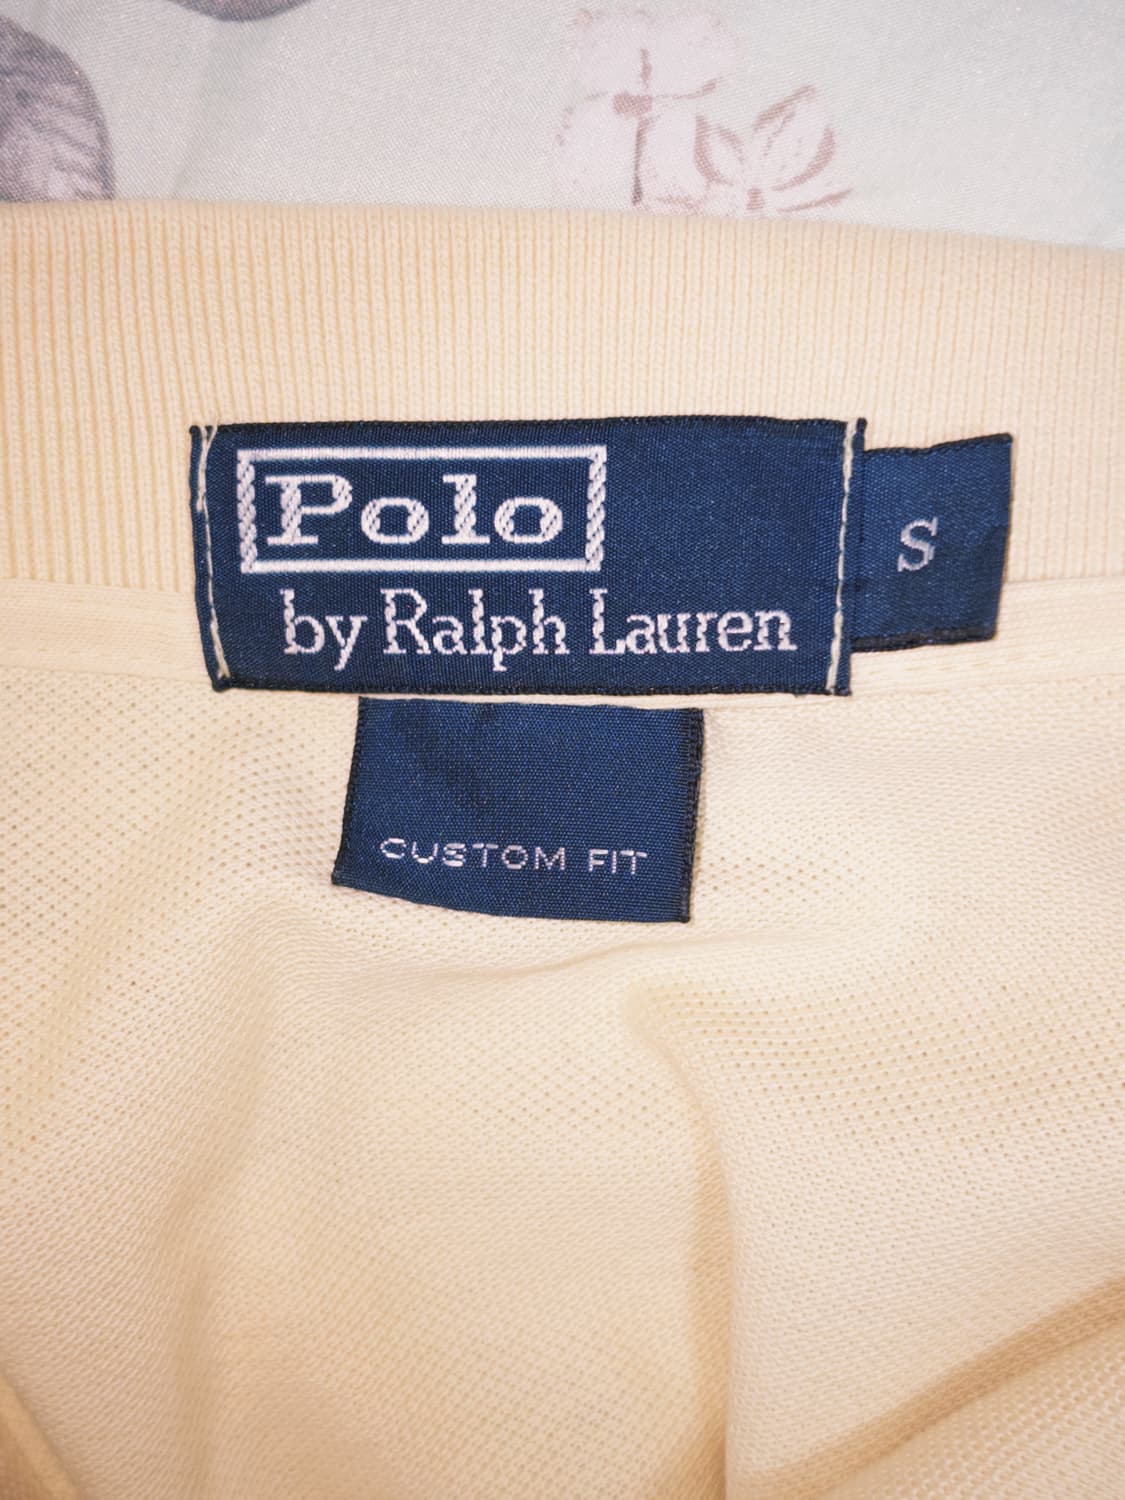 Polo
by Ralph Lauren
S
CUSTOM FIT